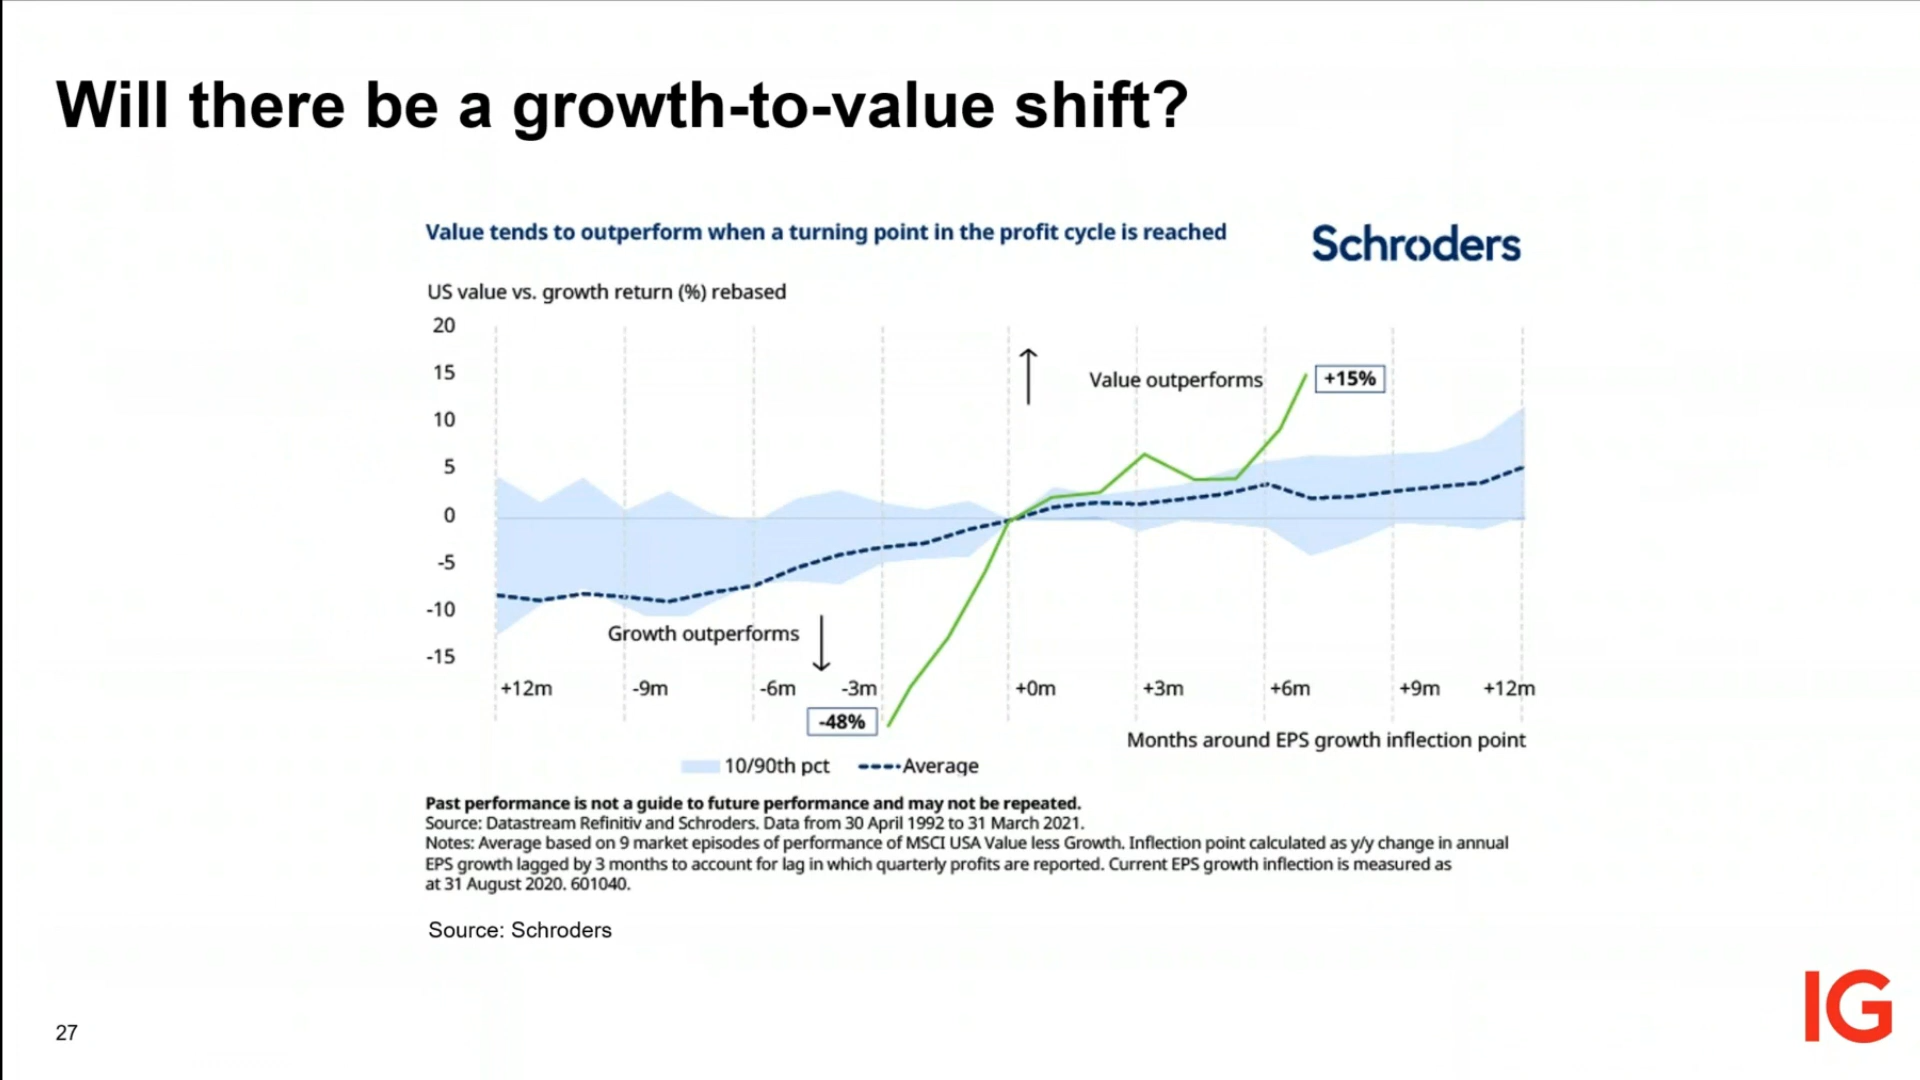 Will there be a growth-to-value shift?
Value tends to outperform when a turning point in the profit cycle is reached
Schroders
US value vs. growth return (%) rebased
20
15
10
5
0
-5
-10
-15
Value outperforms
+15%
Growth outperforms
+12m
-9m
-6m
-3m
+0m
+3m
+6m
+9m
+12m
-48%
Months around EPS growth inflection point
10/90th pct
Average
Past performance is not a guide to future performance and may not be repeated.
Source: Datastream Refinitiv and Schroders. Data from 30 April 1992 to 31 March 2021.
Notes: Average based on 9 market episodes of performance of MSCI USA Value less Growth. Inflection point calculated as y/y change in annual
EPS growth lagged by 3 months to account for lag in which quarterly profits are reported. Current EPS growth inflection is measured as
at 31 August 2020. 601040.
Source: Schroders
27
IG